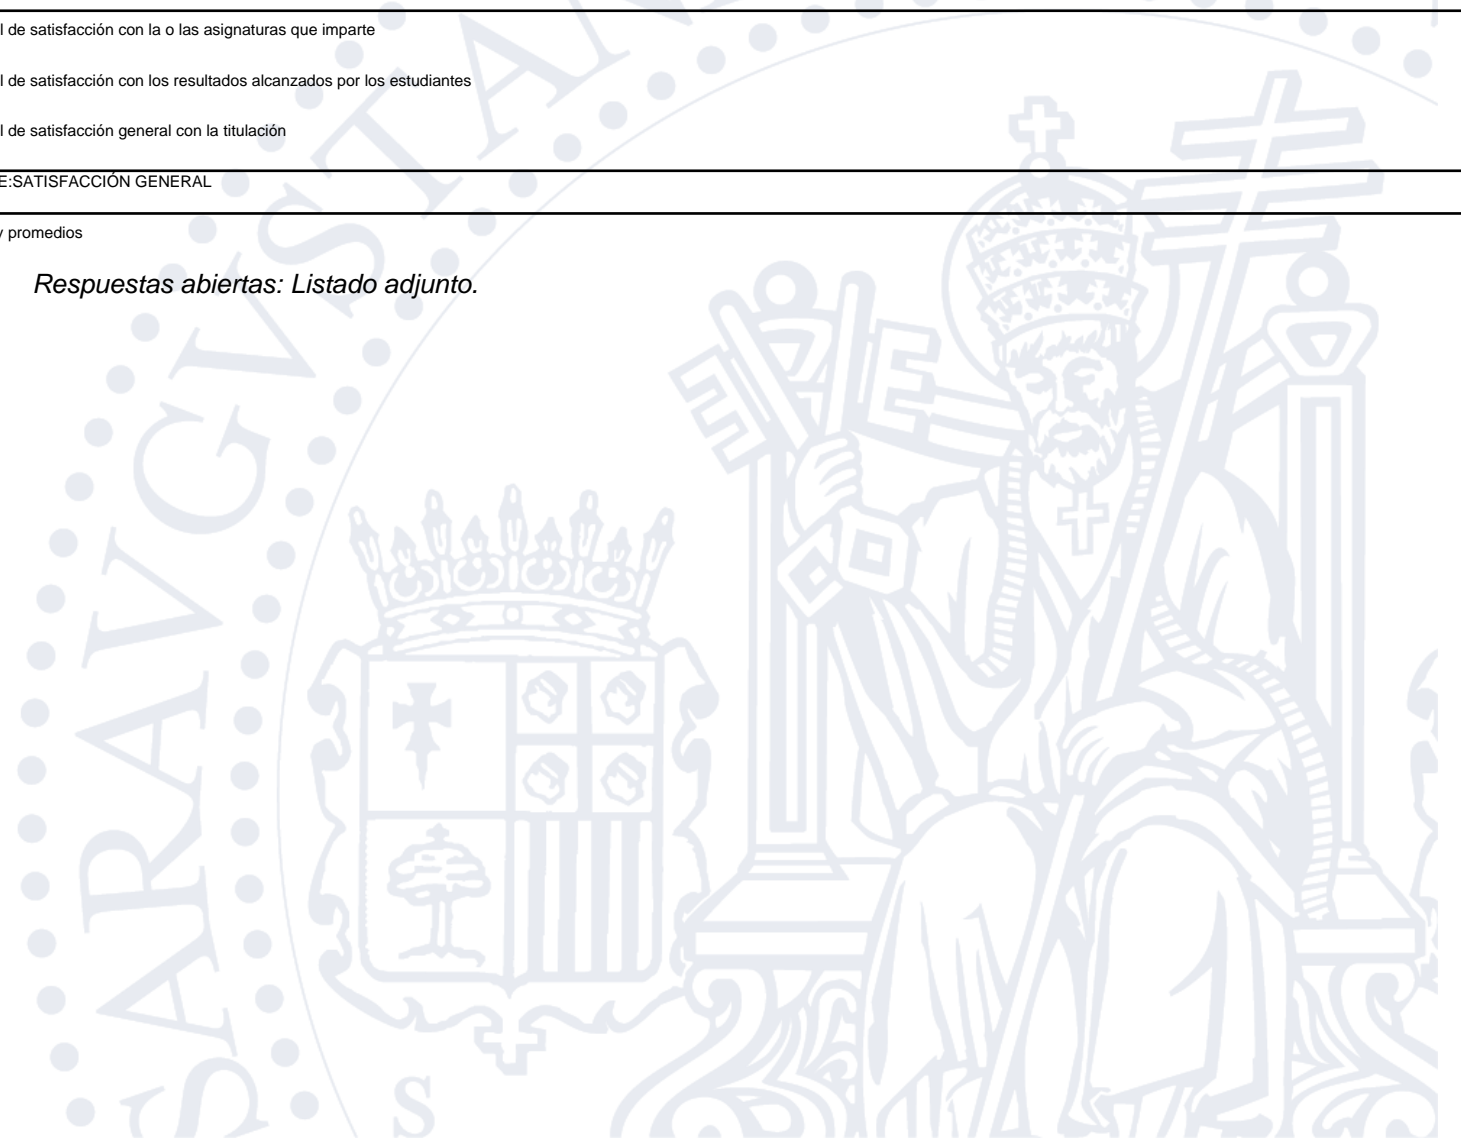 l de satisfacción con la o las asignaturas que imparte
l de satisfacción con los resultados alcanzados por los estudiantes
l de satisfacción general con la titulación
E:SATISFACCIÓN GENERAL
y promedios
Respuestas abiertas: Listado adjunto.
SARAVGVSTAN
S